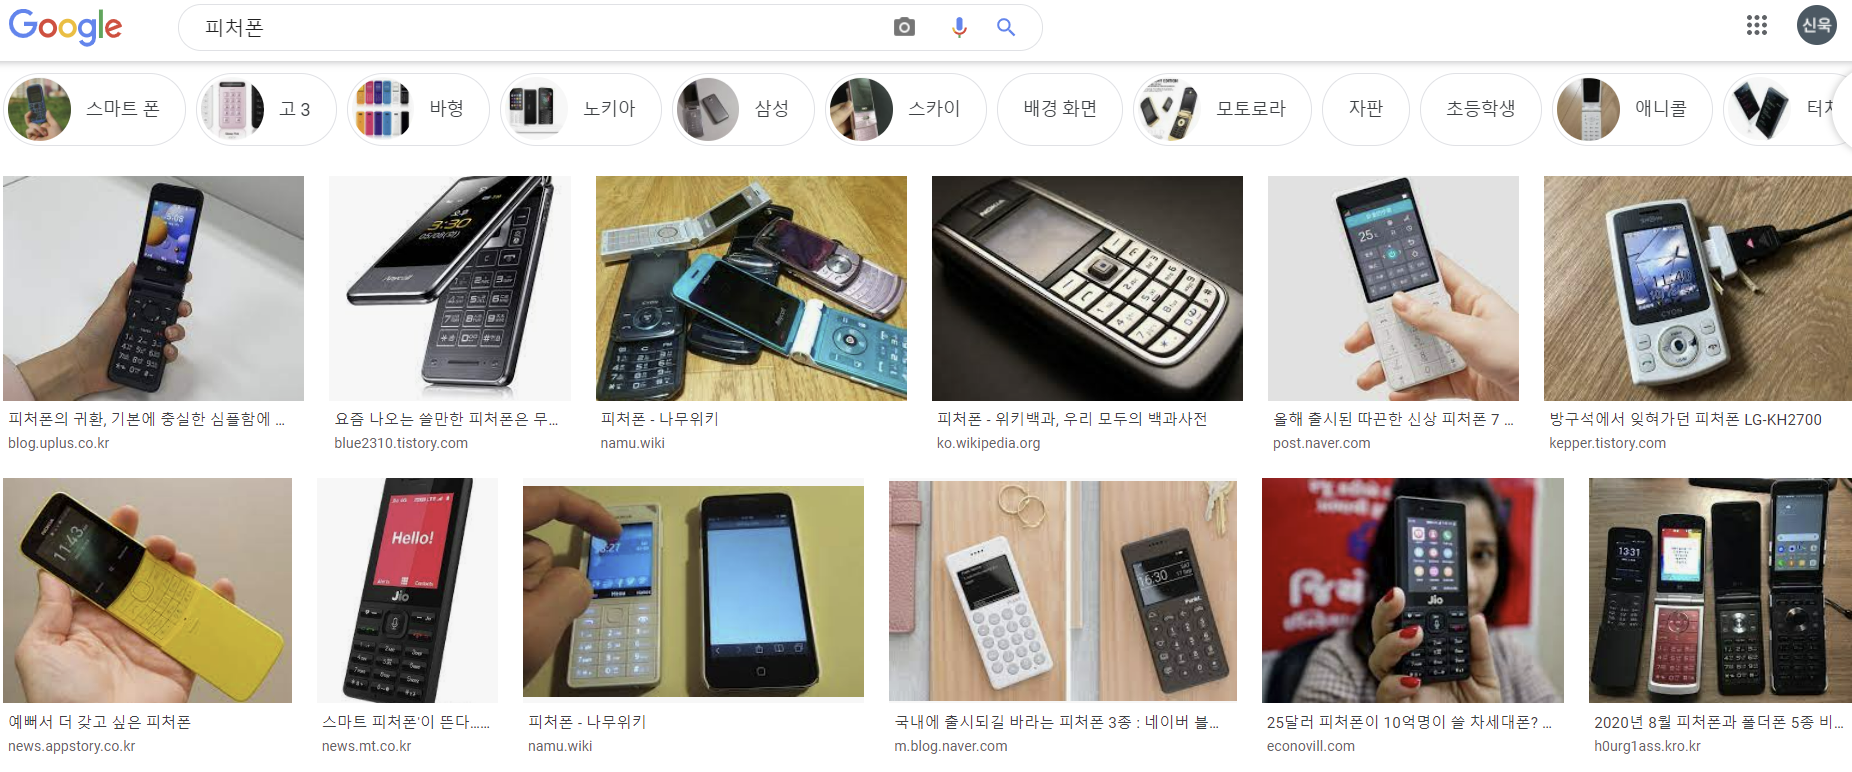 Google
피처폰
신욱
스마트 폰
고 3
바형
노키아
삼성
스카이
배경 화면
모토로라
자판
초등학생
애니콜
피처폰의 귀환, 기본에 충실한 심플함에 ...
blog.uplus.co.kr
요즘 나오는 쓸만한 피처폰은 무...
blue2310.tistory.com
피처폰 - 나무위키
namu.wiki
피처폰 - 위키백과, 우리 모두의 백과사전
ko.wikipedia.org
올해 출시된 따끈한 신상 피처폰 7 ...
post.naver.com
방구석에서 잊혀가던 피처폰 LG-KH2700
kepper.tistory.com
Hello!
Jio
Jio
예뻐서 더 갖고 싶은 피처폰
news.appstory.co.kr
스마트 피처폰'이 뜬다......
news.mt.co.kr
피처폰 - 나무위키
namu.wiki
국내에 출시되길 바라는 피처폰 3종 : 네이버 블...
m.blog.naver.com
25달러 피처폰이 10억명이 쓸 차세대폰? ...
econovill.com
2020년 8월 피처폰과 폴더폰 5종 비...
h0urg1ass.kro.kr